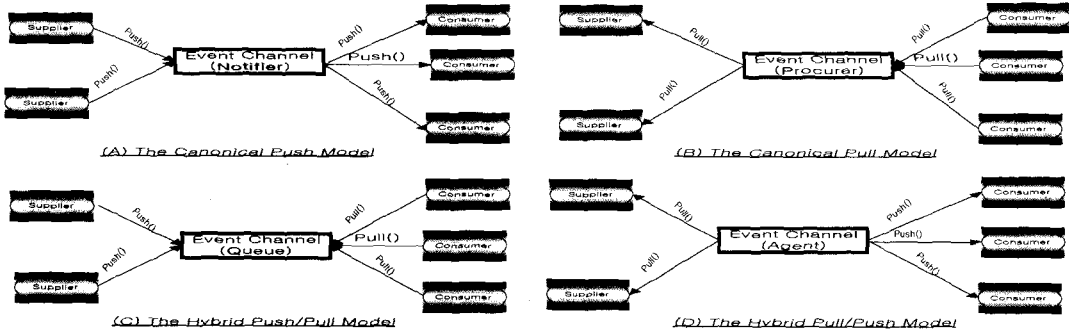 Supplier
Push()
Push()
Supplier
Event Channel
(Notifier)
Push()
Push()
Push()
Consumer
Consumer
Consumer
(A) The Canonical Push Model
Supplier
Pull()
Pull()
Supplier
Event Channel
(Procurer)
Pull()
Pull()
Pull()
Consumer
Consumer
Consumer
(B) The Canonical Pull Model
Supplier
Push()
Push()
Supplier
Event Channel
(Queue)
Pull()
Pull()
Pull()
Consumer
Consumer
Consumer
(C) The Hybrid Push/Pull Model
Supplier
Pull()
Pull()
Supplier
Event Channel
(Agent)
Push()
Push()
Push()
Consumer
Consumer
Consumer
(D) The Hybrid Pull/Push Model